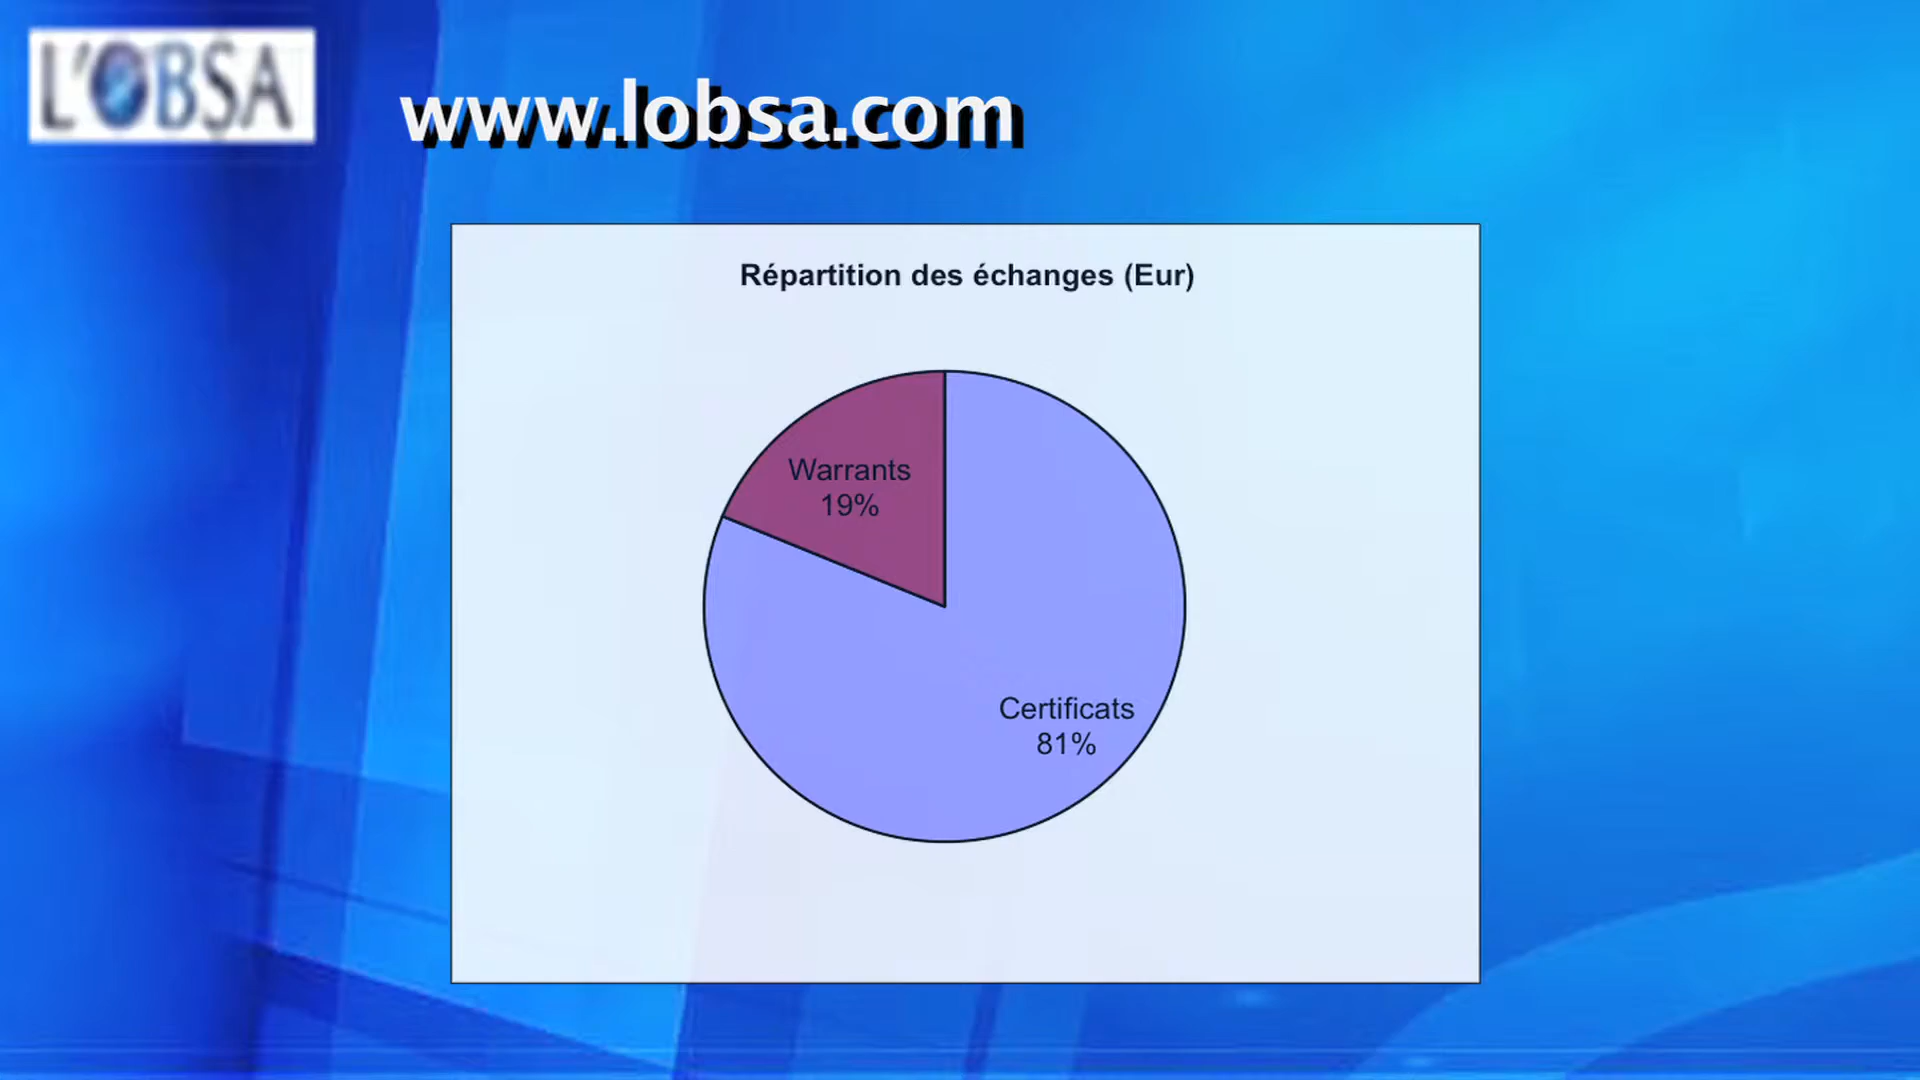 L'OBSA
www.lobsa.com
Répartition des échanges (Eur)
Warrants
19%
Certificats
81%